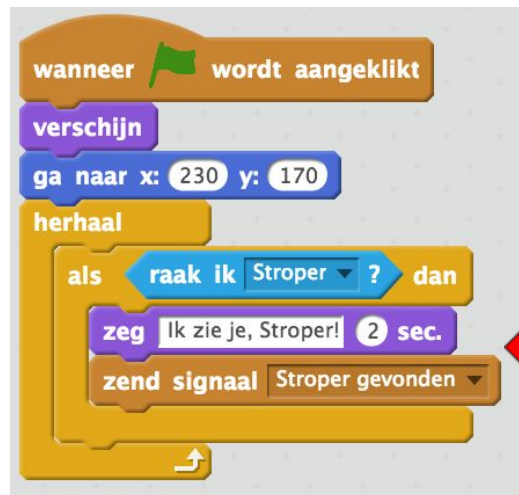 wanneer wordt aangeklikt
verschijn
ga naar x: 230 y: 170
herhaal
als raak ik Stroper ? dan
zeg Ik zie je, Stroper! 2 sec.
zend signaal Stroper gevonden